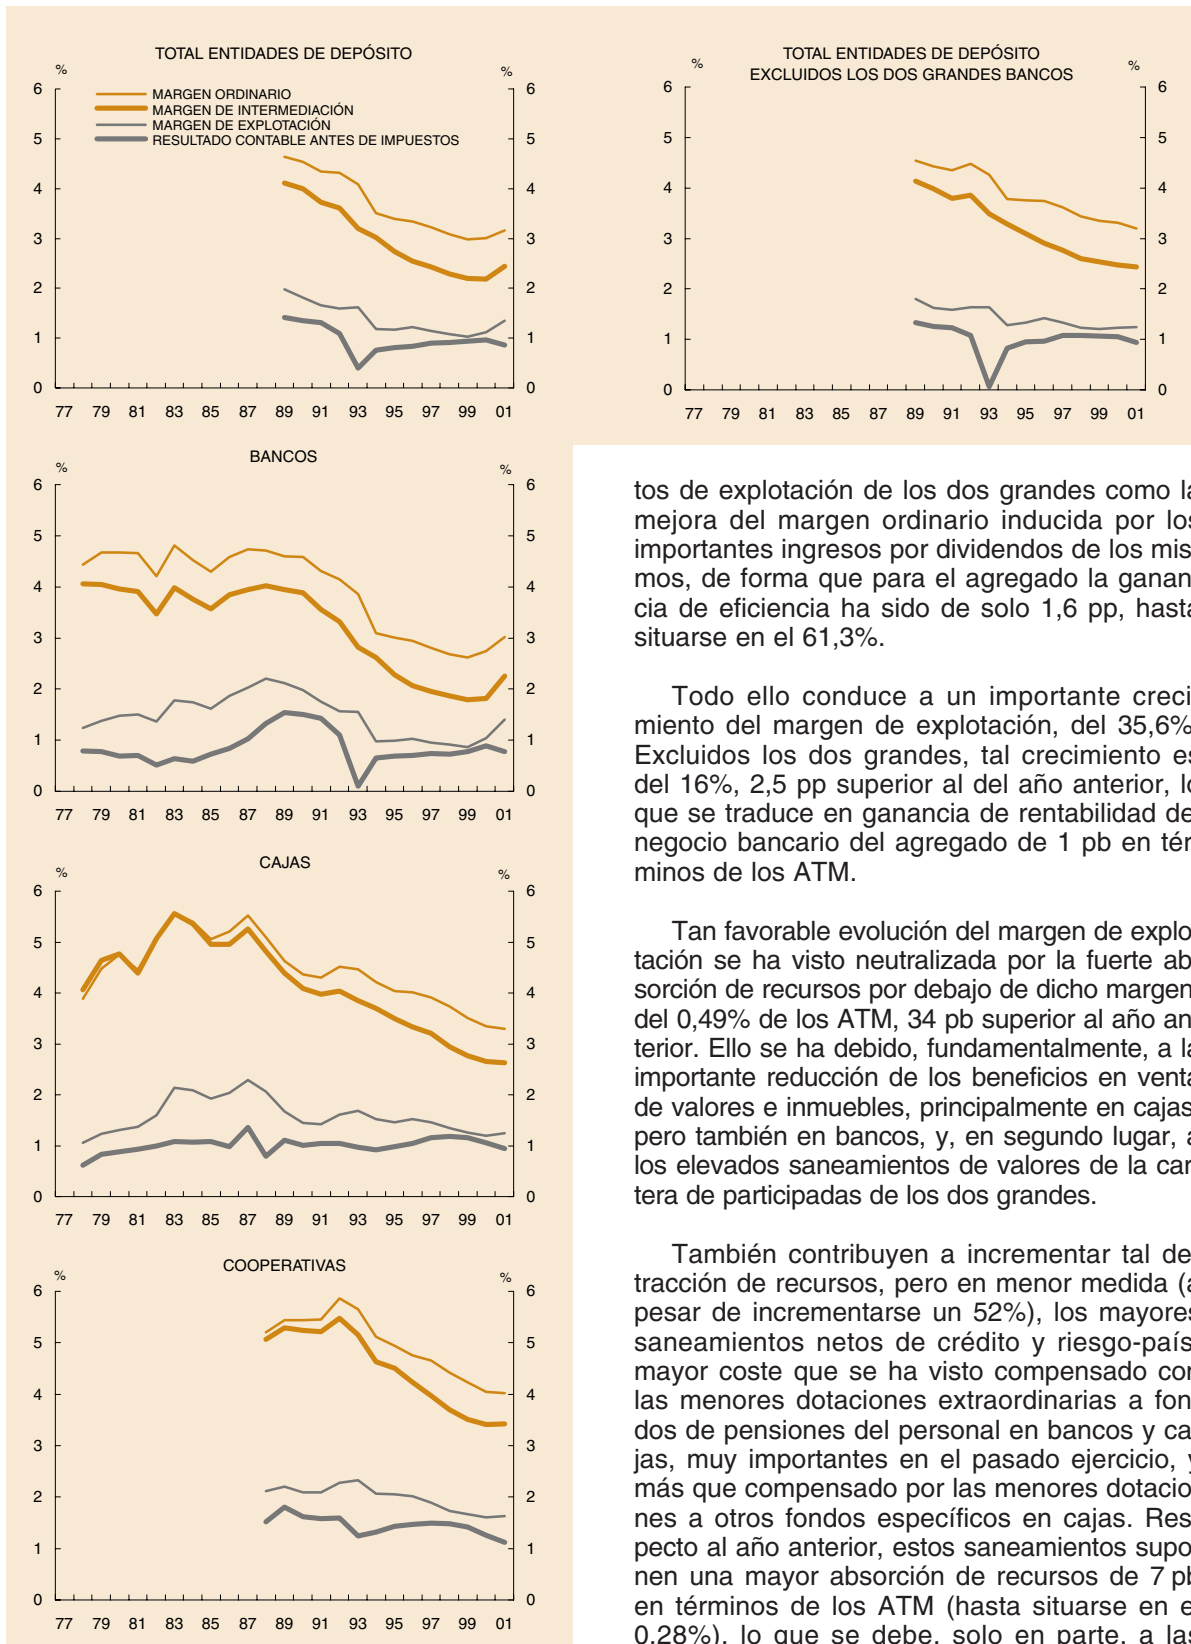 TOTAL ENTIDADES DE DEPÓSITO
%
%
6
6
MARGEN ORDINARIO
MARGEN DE INTERMEDIACIÓN
MARGEN DE EXPLOTACIÓN
RESULTADO CONTABLE ANTES DE IMPUESTOS
5
5
4
4
3
3
2
2
1
1
0
0
77 79 81 83 85 87 89 91 93 95 97 99 01
TOTAL ENTIDADES DE DEPÓSITO
EXCLUIDOS LOS DOS GRANDES BANCOS
%
%
6
6
5
5
4
4
3
3
2
2
1
1
0
0
77 79 81 83 85 87 89 91 93 95 97 99 01
BANCOS
%
%
6
6
5
5
4
4
3
3
2
2
1
1
0
0
77 79 81 83 85 87 89 91 93 95 97 99 01
CAJAS
%
%
6
6
5
5
4
4
3
3
2
2
1
1
0
0
77 79 81 83 85 87 89 91 93 95 97 99 01
COOPERATIVAS
%
%
6
6
5
5
4
4
3
3
2
2
1
1
0
0
77 79 81 83 85 87 89 91 93 95 97 99 01
tos de explotación de los dos grandes como la
mejora del margen ordinario inducida por los
importantes ingresos por dividendos de los mis
mos, de forma que para el agregado la ganan
cia de eficiencia ha sido de solo 1,6 pp, hasta
situarse en el 61,3%.
Todo ello conduce a un importante creci
miento del margen de explotación, del 35,6%
Excluidos los dos grandes, tal crecimiento es
del 16%, 2,5 pp superior al del año anterior, lo
que se traduce en ganancia de rentabilidad de
negocio bancario del agregado de 1 pb en tér
minos de los ATM.
Tan favorable evolución del margen de explo
tación se ha visto neutralizada por la fuerte ab
sorción de recursos por debajo de dicho margen
del 0,49% de los ATM, 34 pb superior al año an
terior. Ello se ha debido, fundamentalmente, a la
importante reducción de los beneficios en venta
de valores e inmuebles, principalmente en cajas
pero también en bancos, y, en segundo lugar, a
los elevados saneamientos de valores de la car
tera de participadas de los dos grandes.
También contribuyen a incrementar tal de
tracción de recursos, pero en menor medida (a
pesar de incrementarse un 52%), los mayores
saneamientos netos de crédito y riesgo-país
mayor coste que se ha visto compensado con
las menores dotaciones extraordinarias a fon
dos de pensiones del personal en bancos y ca
jas, muy importantes en el pasado ejercicio, y
más que compensado por las menores dotacio
nes a otros fondos específicos en cajas. Res
pecto al año anterior, estos saneamientos supo
nen una mayor absorción de recursos de 7 pb
en términos de los ATM (hasta situarse en e
0,28%), lo que se debe, solo en parte, a las